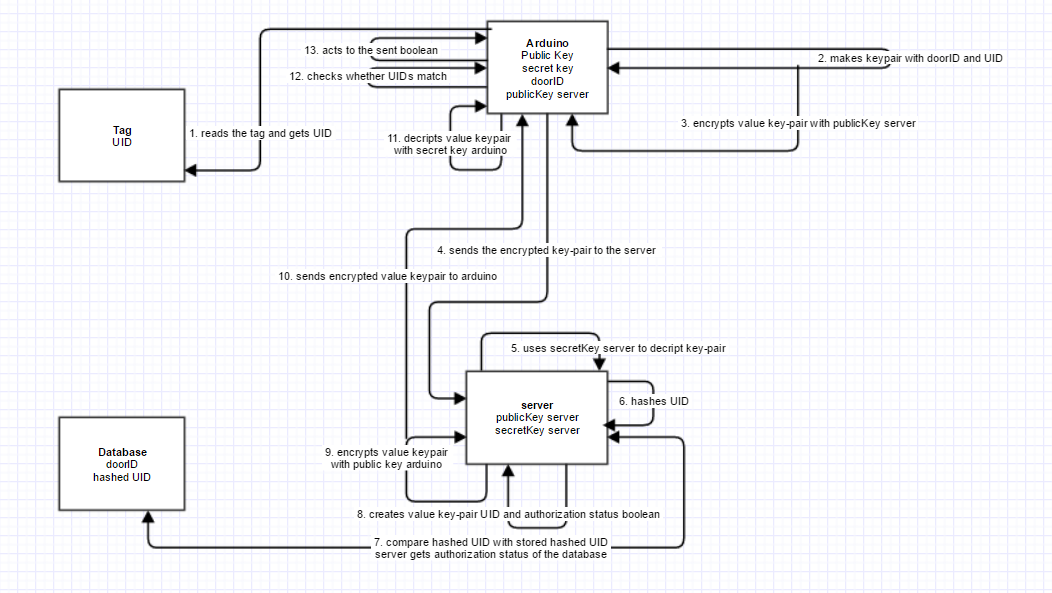 Arduino
Public Key
secret key
doorID
publicKey server
13. acts to the sent boolean
12. checks whether UIDs match
2. makes keypair with doorID and UID
Tag
UID
1. reads the tag and gets UID
3. encrypts value key-pair with publicKey server
11. decripts value keypair
with secret key arduino
4. sends the encrypted key-pair to the server
10. sends encrypted value keypair to arduino
5. uses secretKey server to decript key-pair
server
publicKey server
secretKey server
6. hashes UID
Database
doorID
hashed UID
9. encrypts value keypair
with public key arduino
8. creates value key-pair UID and authorization status boolean
7. compare hashed UID with stored hashed UID
server gets authorization status of the database